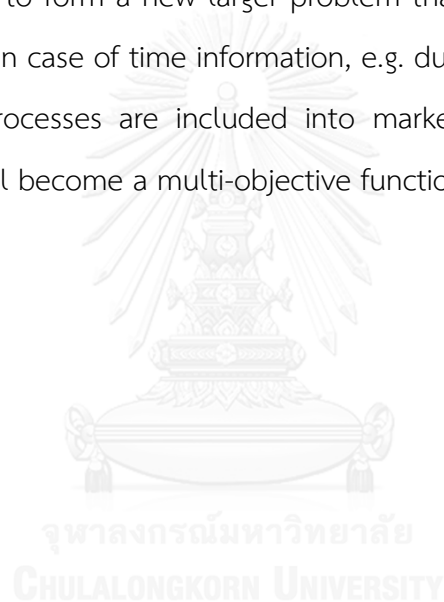 to form a new larger problem tha
n case of time information, e.g. du
rocesses are included into marke
l become a multi-objective functio
จุฬาลงกรณ์มหาวิทยาลัย
CHULALONGKORN UNIVERSITY